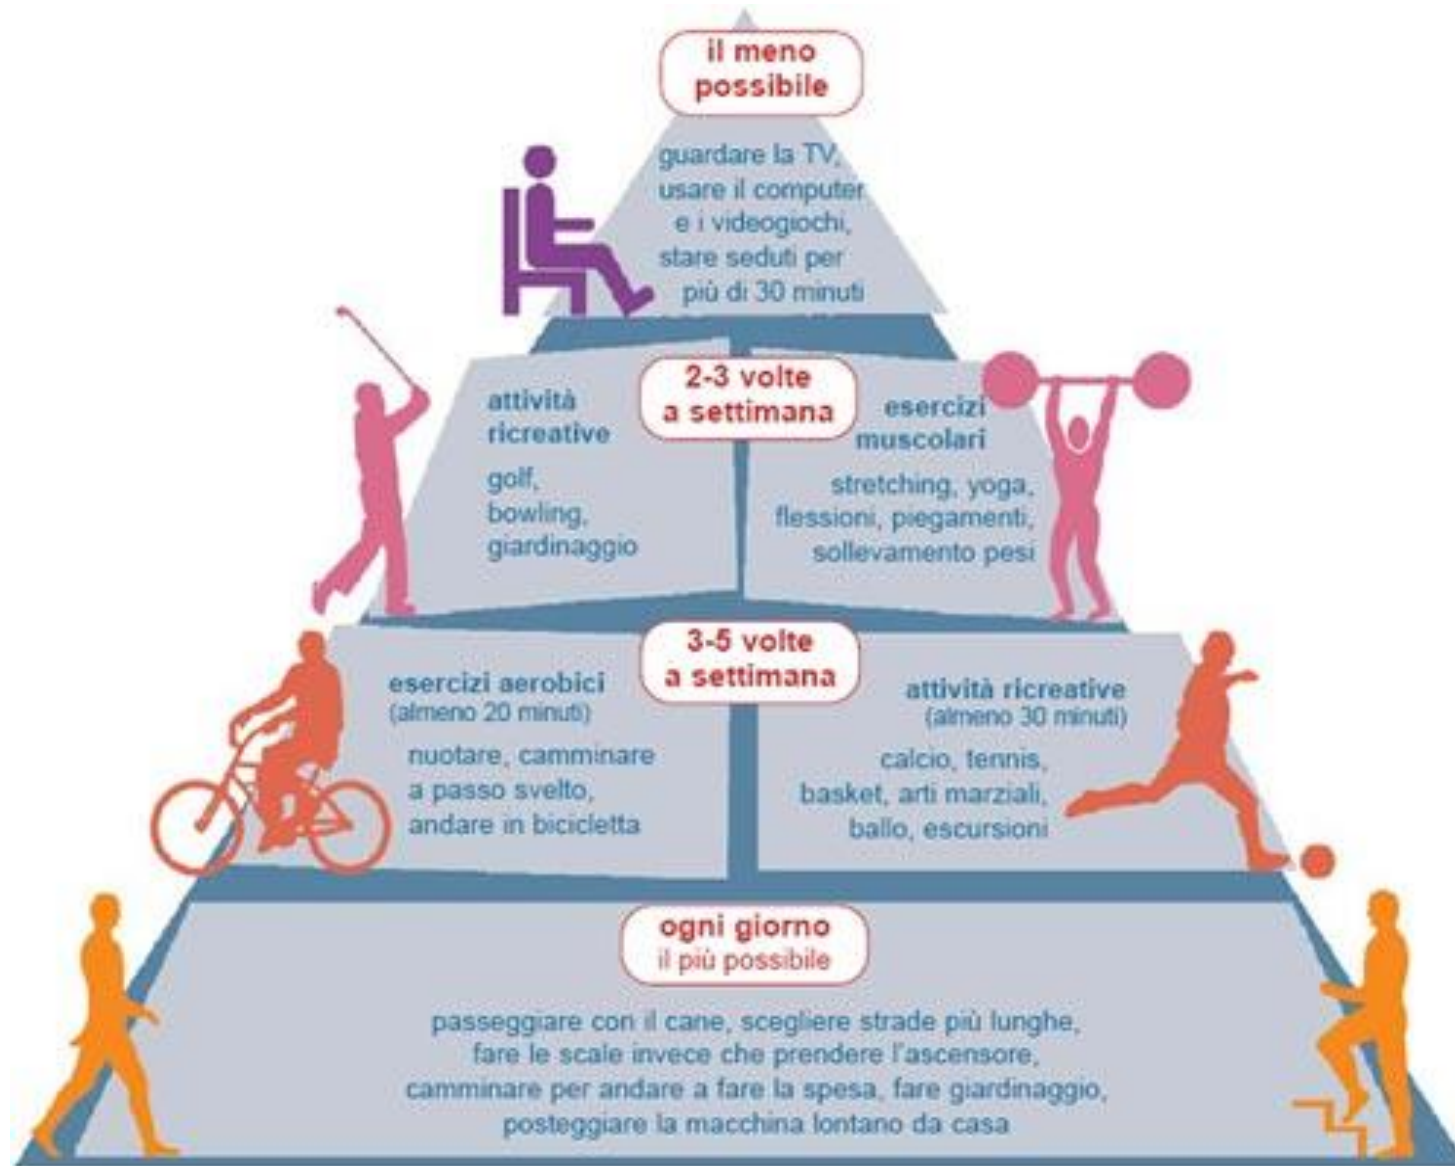 il meno
possibile
guardare la TV,
usare il computer
e i videogiochi,
stare seduti per
più di 30 minuti
2-3 volte
a settimana
attività
ricreative
golf,
bowling,
giardinaggio
esercizi
muscolari
stretching, yoga,
flessioni, piegamenti,
sollevamento pesi
3-5 volte
a settimana
esercizi aerobici
(almeno 20 minuti)
nuotare, camminare
a passo svelto,
andare in bicicletta
attività ricreative
(almeno 30 minuti)
calcio, tennis,
basket, arti marziali,
ballo, escursioni
ogni giorno
il più possibile
passeggiare con il cane, scegliere strade più lunghe,
fare le scale invece che prendere l'ascensore,
camminare per andare a fare la spesa, fare giardinaggio,
posteggiare la macchina lontano da casa